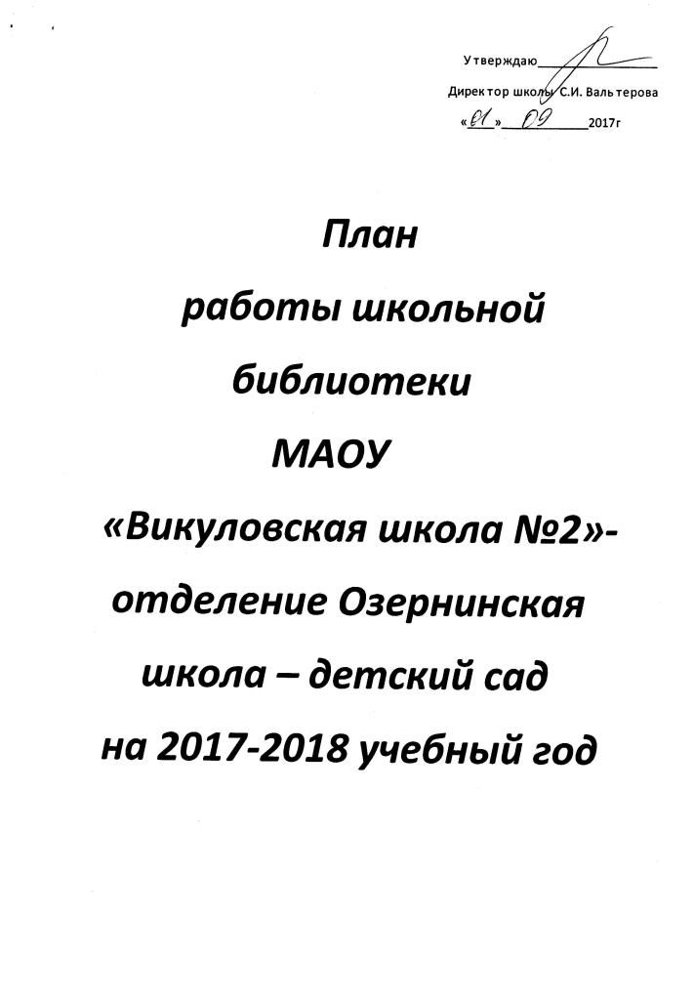 Утверждаю
Директор школы С.И. Вальтерова
«01» 09 2017г
План
работы школьной
библиотеки
МАОУ
«Викуловская школа №2»-
отделение Озернинская
школа – детский сад
на 2017-2018 учебный год